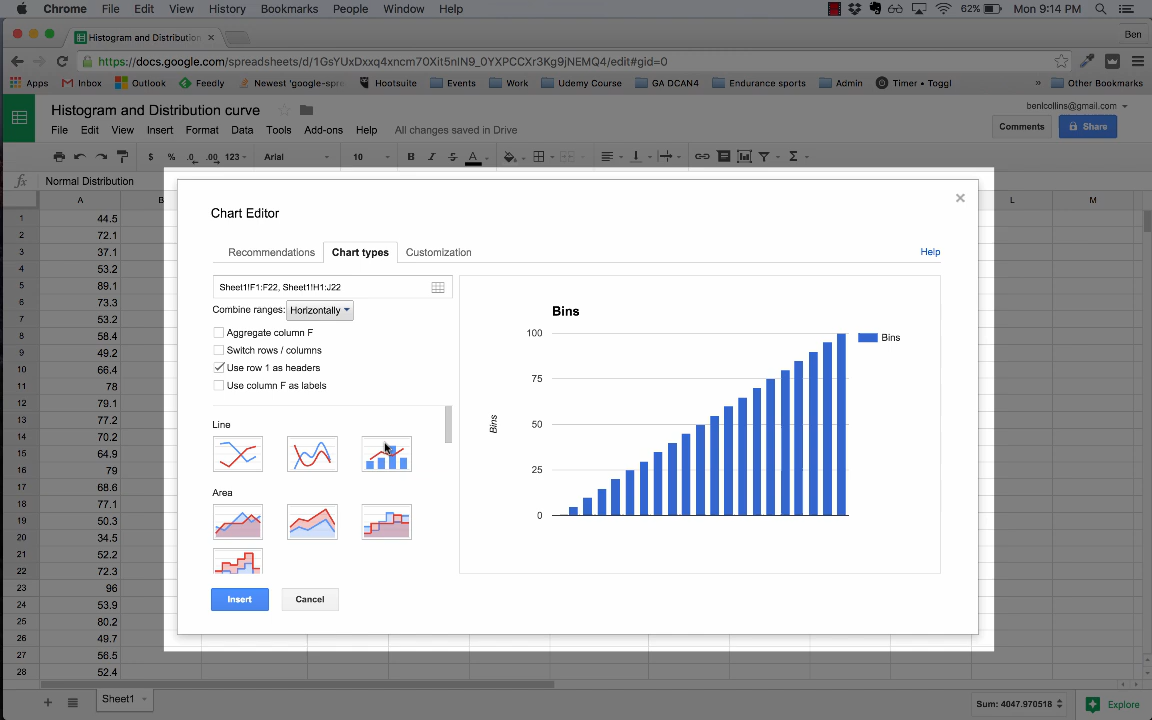 Chrome File Edit View History Bookmarks People Window Help 62% Mon 9:14 PM
Histogram and Distribution × Ben
https://docs.google.com/spreadsheets/d/1GsYUxDxxq4xncm70Xit5nIN9_0YXPCCXr3Kg9jNEMQ4/edit#gid=0
Apps Inbox Outlook Feedly Newest 'google-spre Hootsuite Events Work Udemy Course GA DCAN4 Endurance sports Admin Timer • Toggl » Other Bookmarks
Histogram and Distribution curve benlcollins@gmail.com
File Edit View Insert Format Data Tools Add-ons Help All changes saved in Drive Comments Share
$ % .0 .00 123 Arial 10 B I S A Σ
fx Normal Distribution
A B L M
1 44.5
2 72.1
3 37.1
4 53.2
5 89.1
6 73.3
7 53.2
8 58.4
9 49.2
10 66.4
11 78
12 79.1
13 77.2
14 70.2
15 64.9
16 79
17 68.6
18 77.1
19 50.3
20 34.5
21 52.2
22 72.3
23 96
24 53.9
25 80.2
26 49.7
27 56.5
28 52.4
Chart Editor ×
Recommendations Chart types Customization Help
Sheet1!F1:F22, Sheet1!H1:J22
Combine ranges: Horizontally
Aggregate column F
Switch rows / columns
Use row 1 as headers
Use column F as labels
Line
Area
Insert Cancel
Bins
100
75
50
25
0
Bins
Bins
+ Sheet1 Sum: 4047.970518 Explore